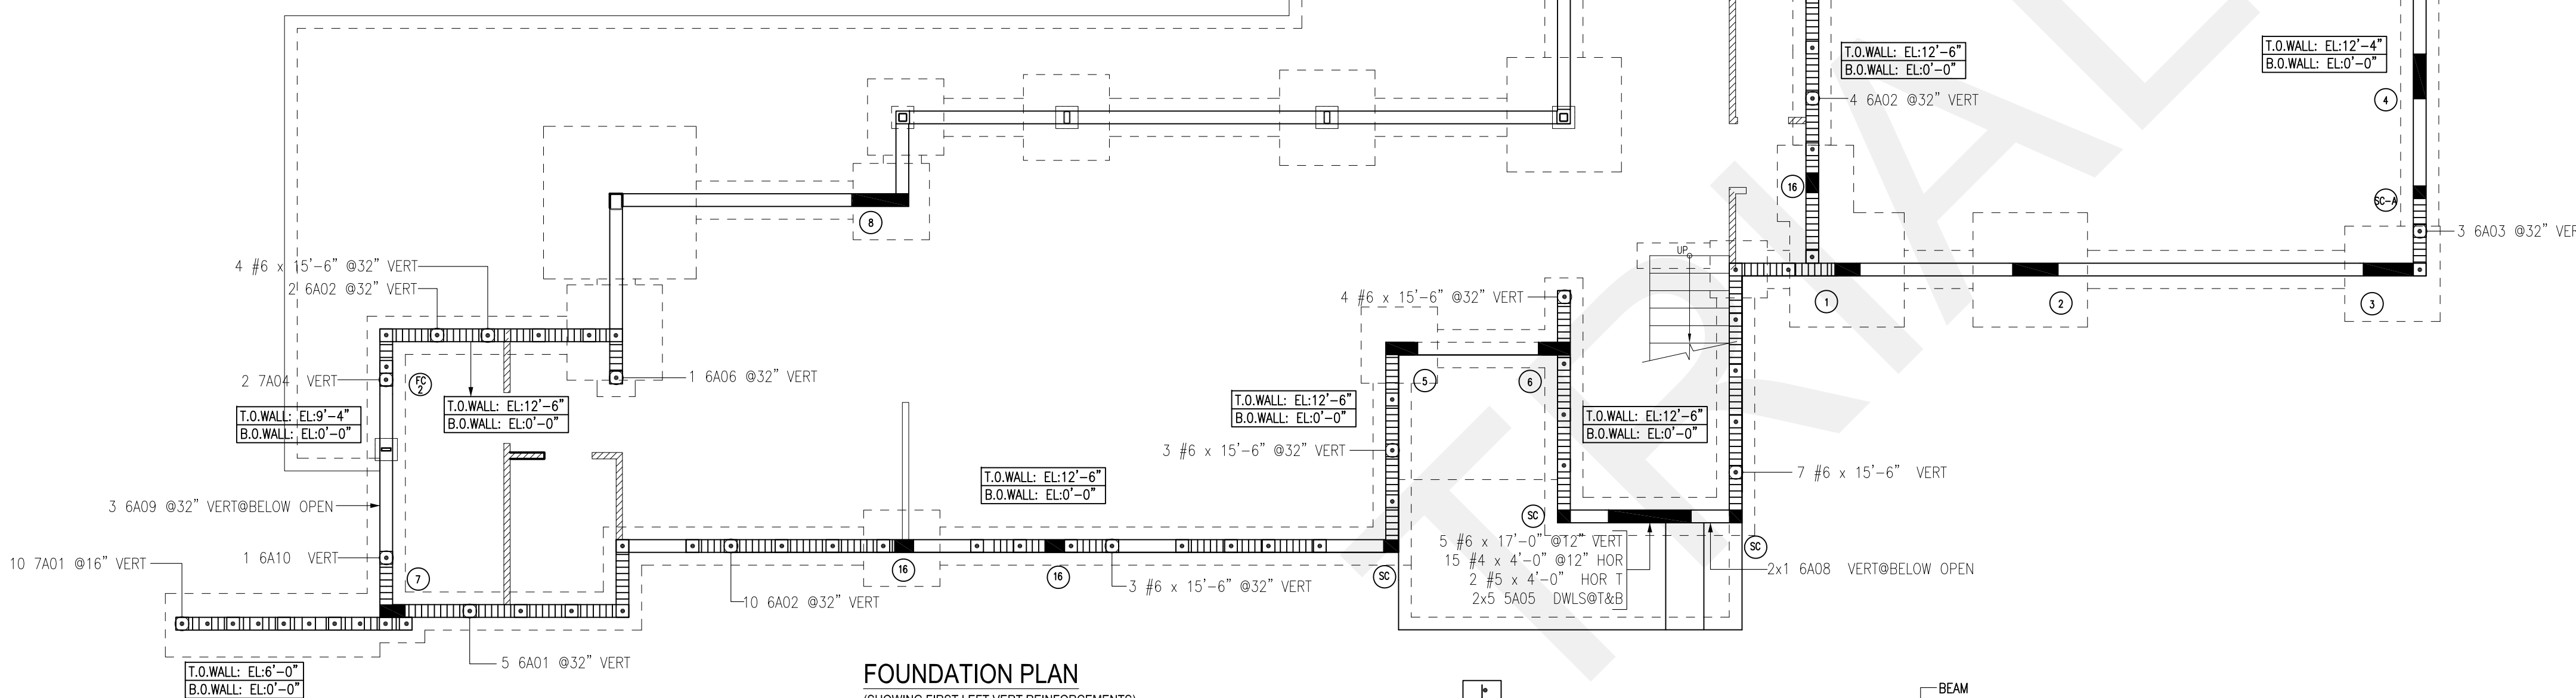 T.O.WALL: EL:12'-4"
B.O.WALL: EL:0'-0"
T.O.WALL: EL:12'-6"
B.O.WALL: EL:0'-0"
4 6A02 @32" VERT
4
16
SC-A
8
3 6A03 @32"
UP
4 #6 x 15'-6" @32" VERT
2 6A02 @32" VERT
4 #6 x 15'-6" @32" VERT
1
2
3
2 7A04 VERT
FC
2
1 6A06 @32" VERT
5
6
T.O.WALL: EL:9'-4"
B.O.WALL: EL:0'-0"
T.O.WALL: EL:12'-6"
B.O.WALL: EL:0'-0"
T.O.WALL: EL:12'-6"
B.O.WALL: EL:0'-0"
T.O.WALL: EL:12'-6"
B.O.WALL: EL:0'-0"
3 #6 x 15'-6" @32" VERT
T.O.WALL: EL:12'-6"
B.O.WALL: EL:0'-0"
7 #6 x 15'-6" VERT
3 6A09 @32" VERT@BELOW OPEN
SC
5 #6 x 17'-0" @12" VERT
15 #4 x 4'-0" @12" HOR
2 #5 x 4'-0" HOR T
2x5 5A05 DWLS@T&B
SC
2x1 6A08 VERT@BELOW OPEN
10 7A01 @16" VERT
1 6A10 VERT
7
16
16
SC
10 6A02 @32" VERT
3 #6 x 15'-6" @32" VERT
5 6A01 @32" VERT
T.O.WALL: EL:6'-0"
B.O.WALL: EL:0'-0"
FOUNDATION PLAN
(SHOWING FIRST LEFT VERT REINFORCEMENTS)
BEAM
TRIAL